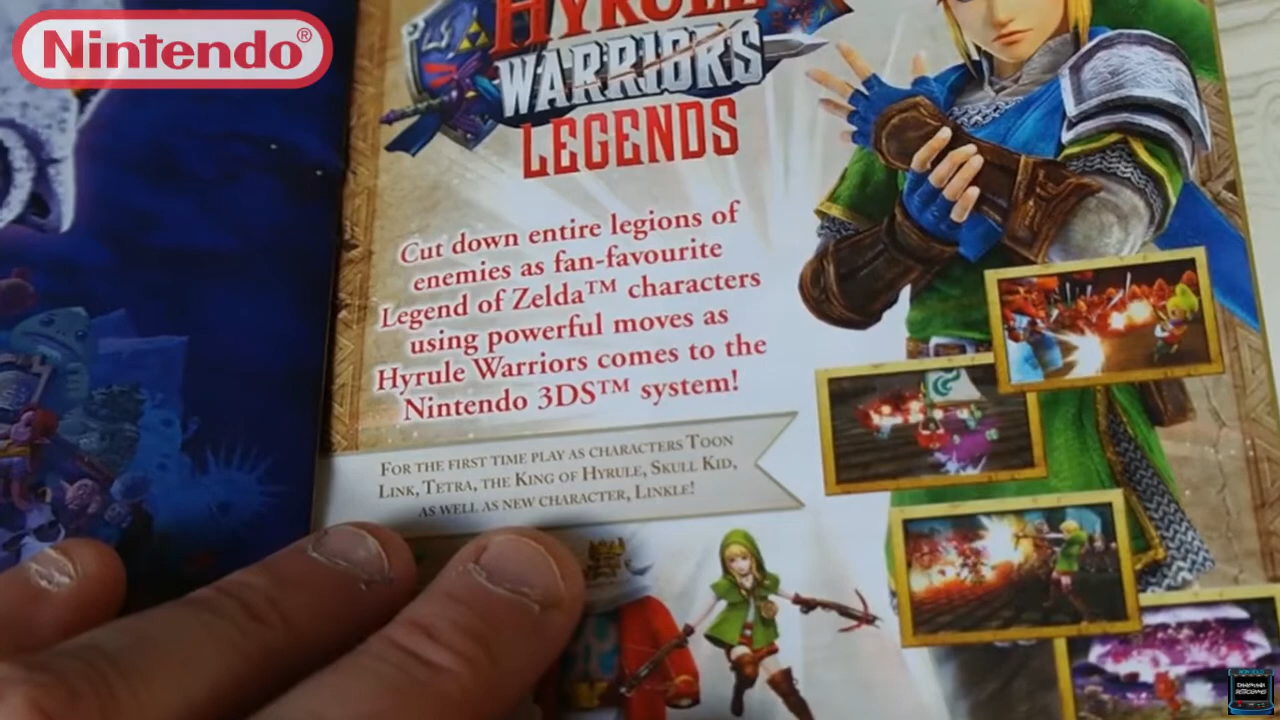 Nintendo®
HYRULE
WARRIORS
LEGENDS
Cut down entire legions of
enemies as fan-favourite
Legend of Zelda™ characters
using powerful moves as
Hyrule Warriors comes to the
Nintendo 3DS™ system!
FOR THE FIRST TIME PLAY AS CHARACTERS TOON
LINK, TETRA, THE KING OF HYRULE, SKULL KID,
AS WELL AS NEW CHARACTER, LINKLE!